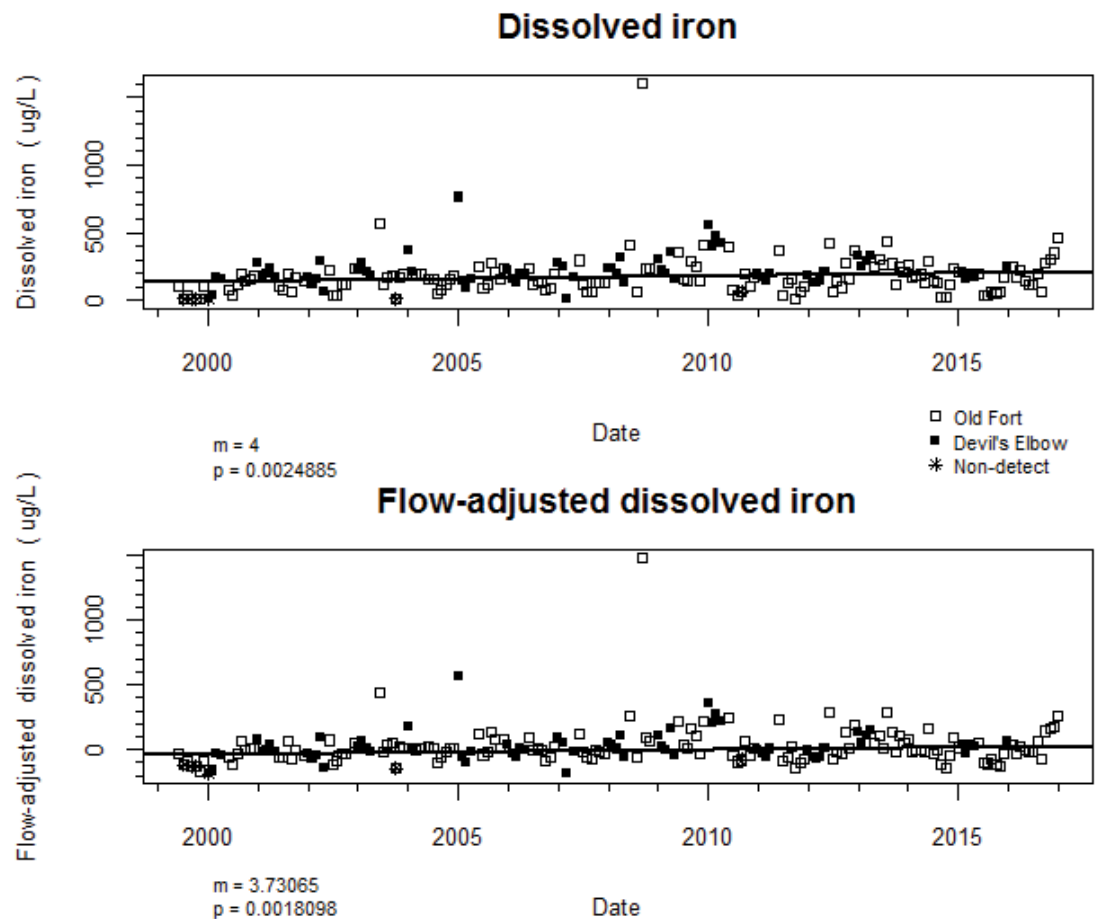 Dissolved iron
Dissolved iron ( ug/L )
0
500
1000
2000
2005
2010
2015
Date
m = 4
p = 0.0024885
Old Fort
Devil's Elbow
Non-detect
Flow-adjusted dissolved iron
Flow-adjusted dissolved iron ( ug/L )
0
500
1000
2000
2005
2010
2015
Date
m = 3.73065
p = 0.0018098